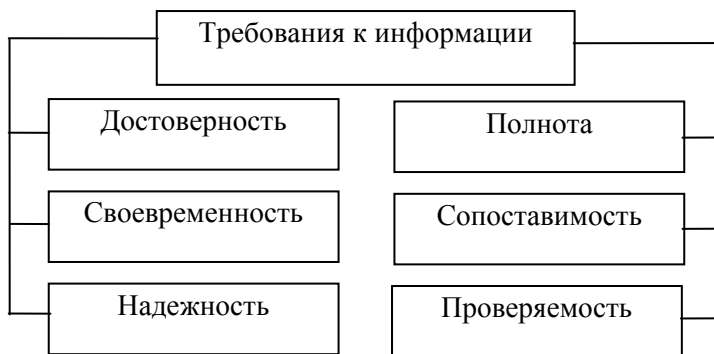 Требования к информации
Достоверность
Полнота
Своевременность
Сопоставимость
Надежность
Проверяемость